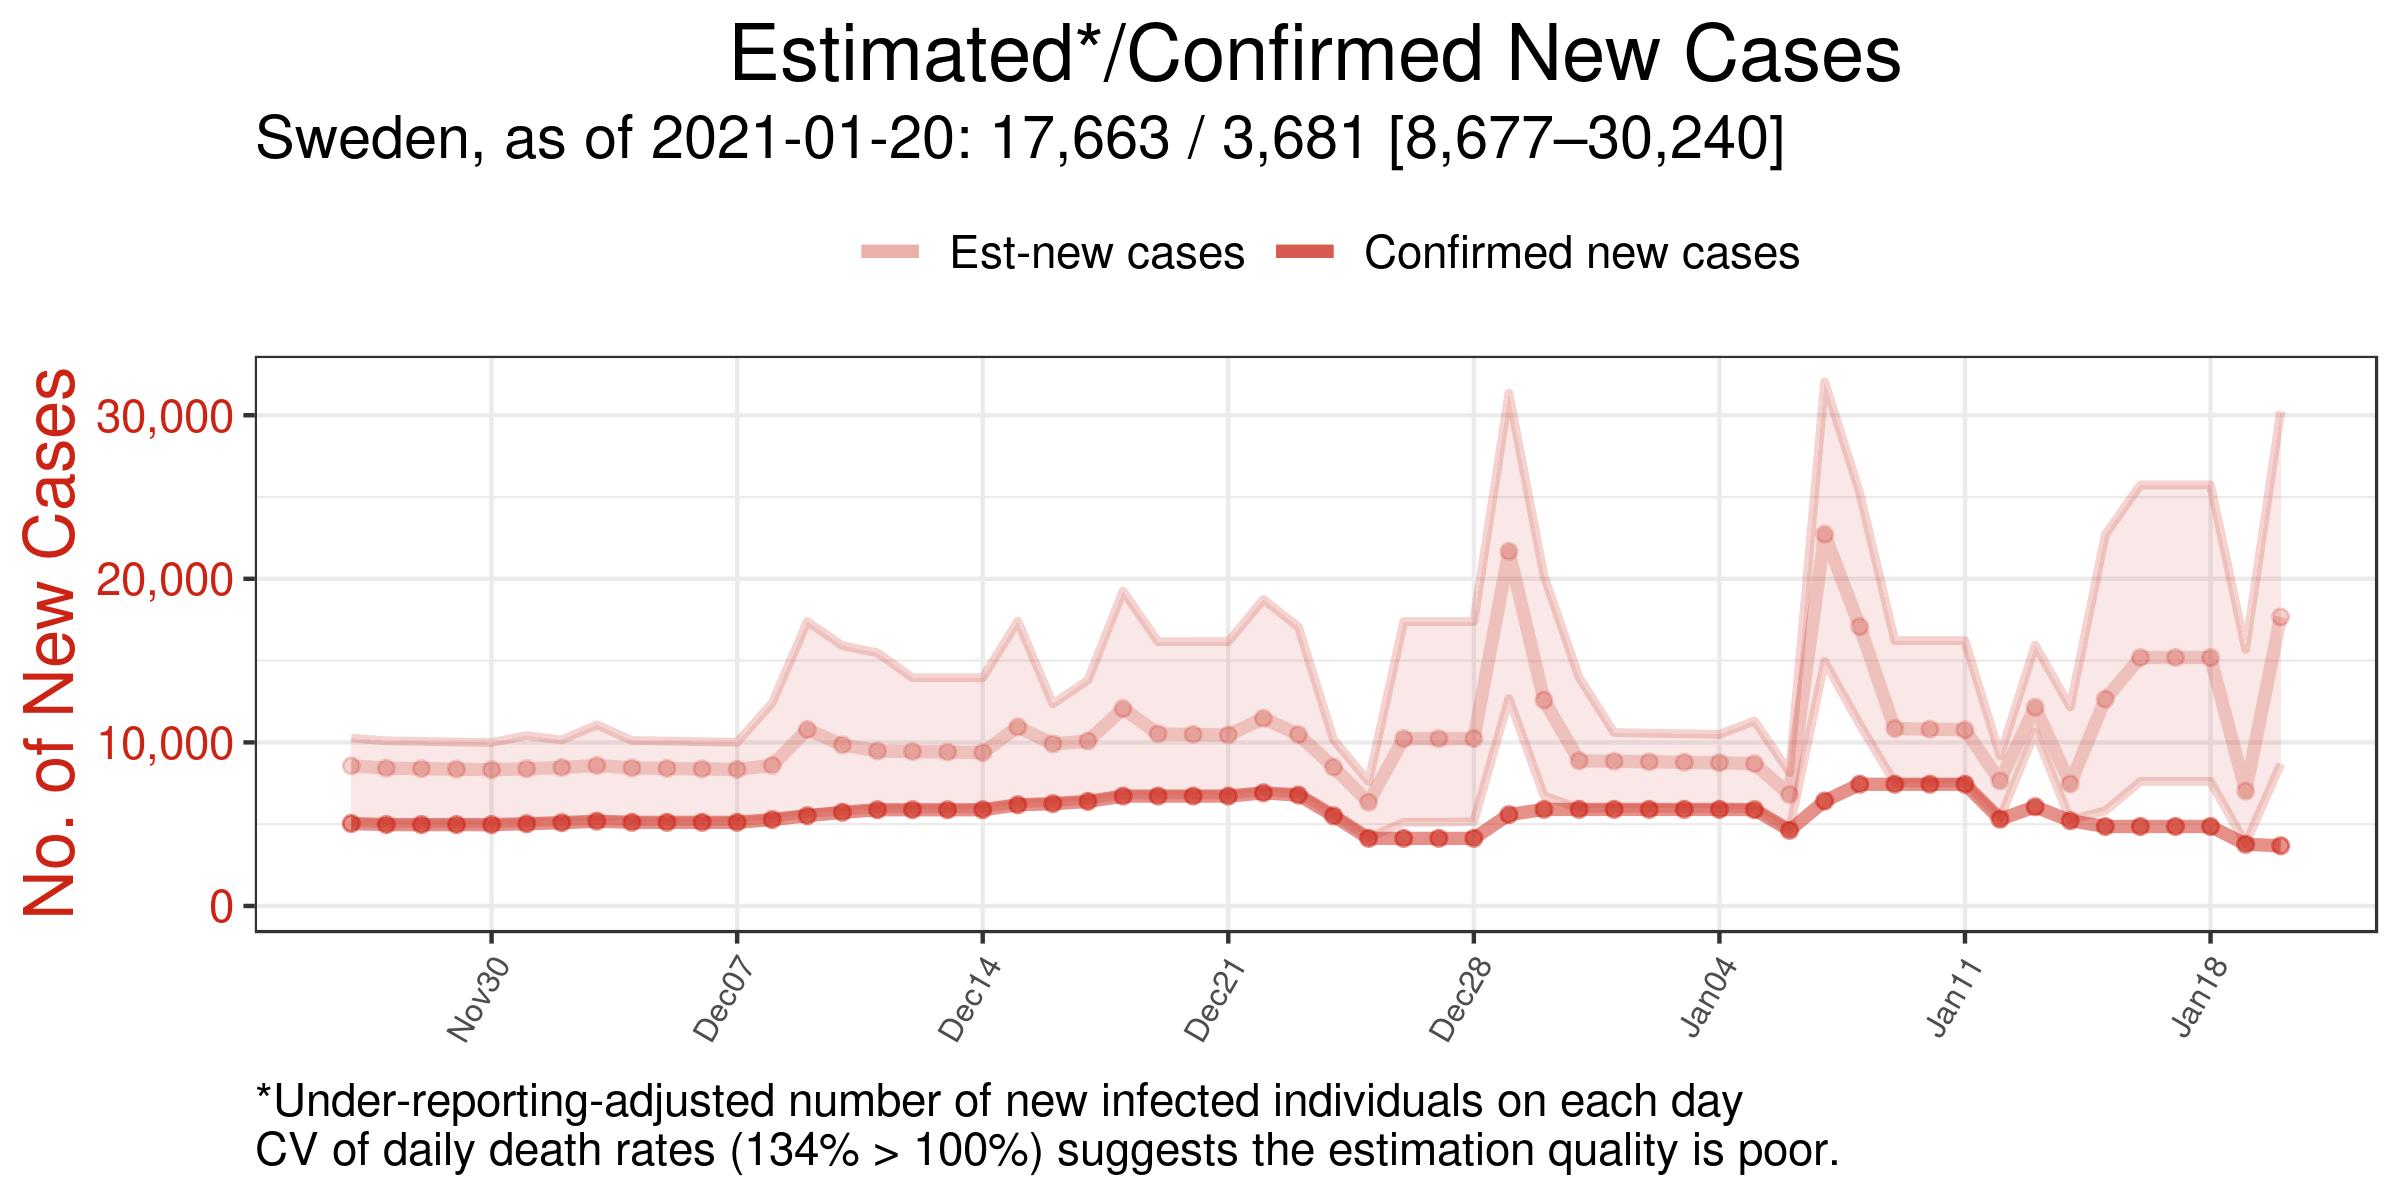 Estimated*/Confirmed New Cases
Sweden, as of 2021-01-20: 17,663 / 3,681 [8,677–30,240]
Est-new cases Confirmed new cases
No. of New Cases
30,000
20,000
10,000
0
Nov30 Dec07 Dec14 Dec21 Dec28 Jan04 Jan11 Jan18
*Under-reporting-adjusted number of new infected individuals on each day
CV of daily death rates (134% > 100%) suggests the estimation quality is poor.